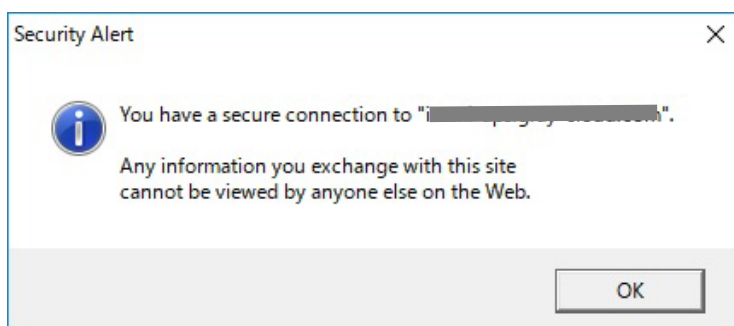 Security Alert
You have a secure connection to "i
Any information you exchange with this site
cannot be viewed by anyone else on the Web.
OK